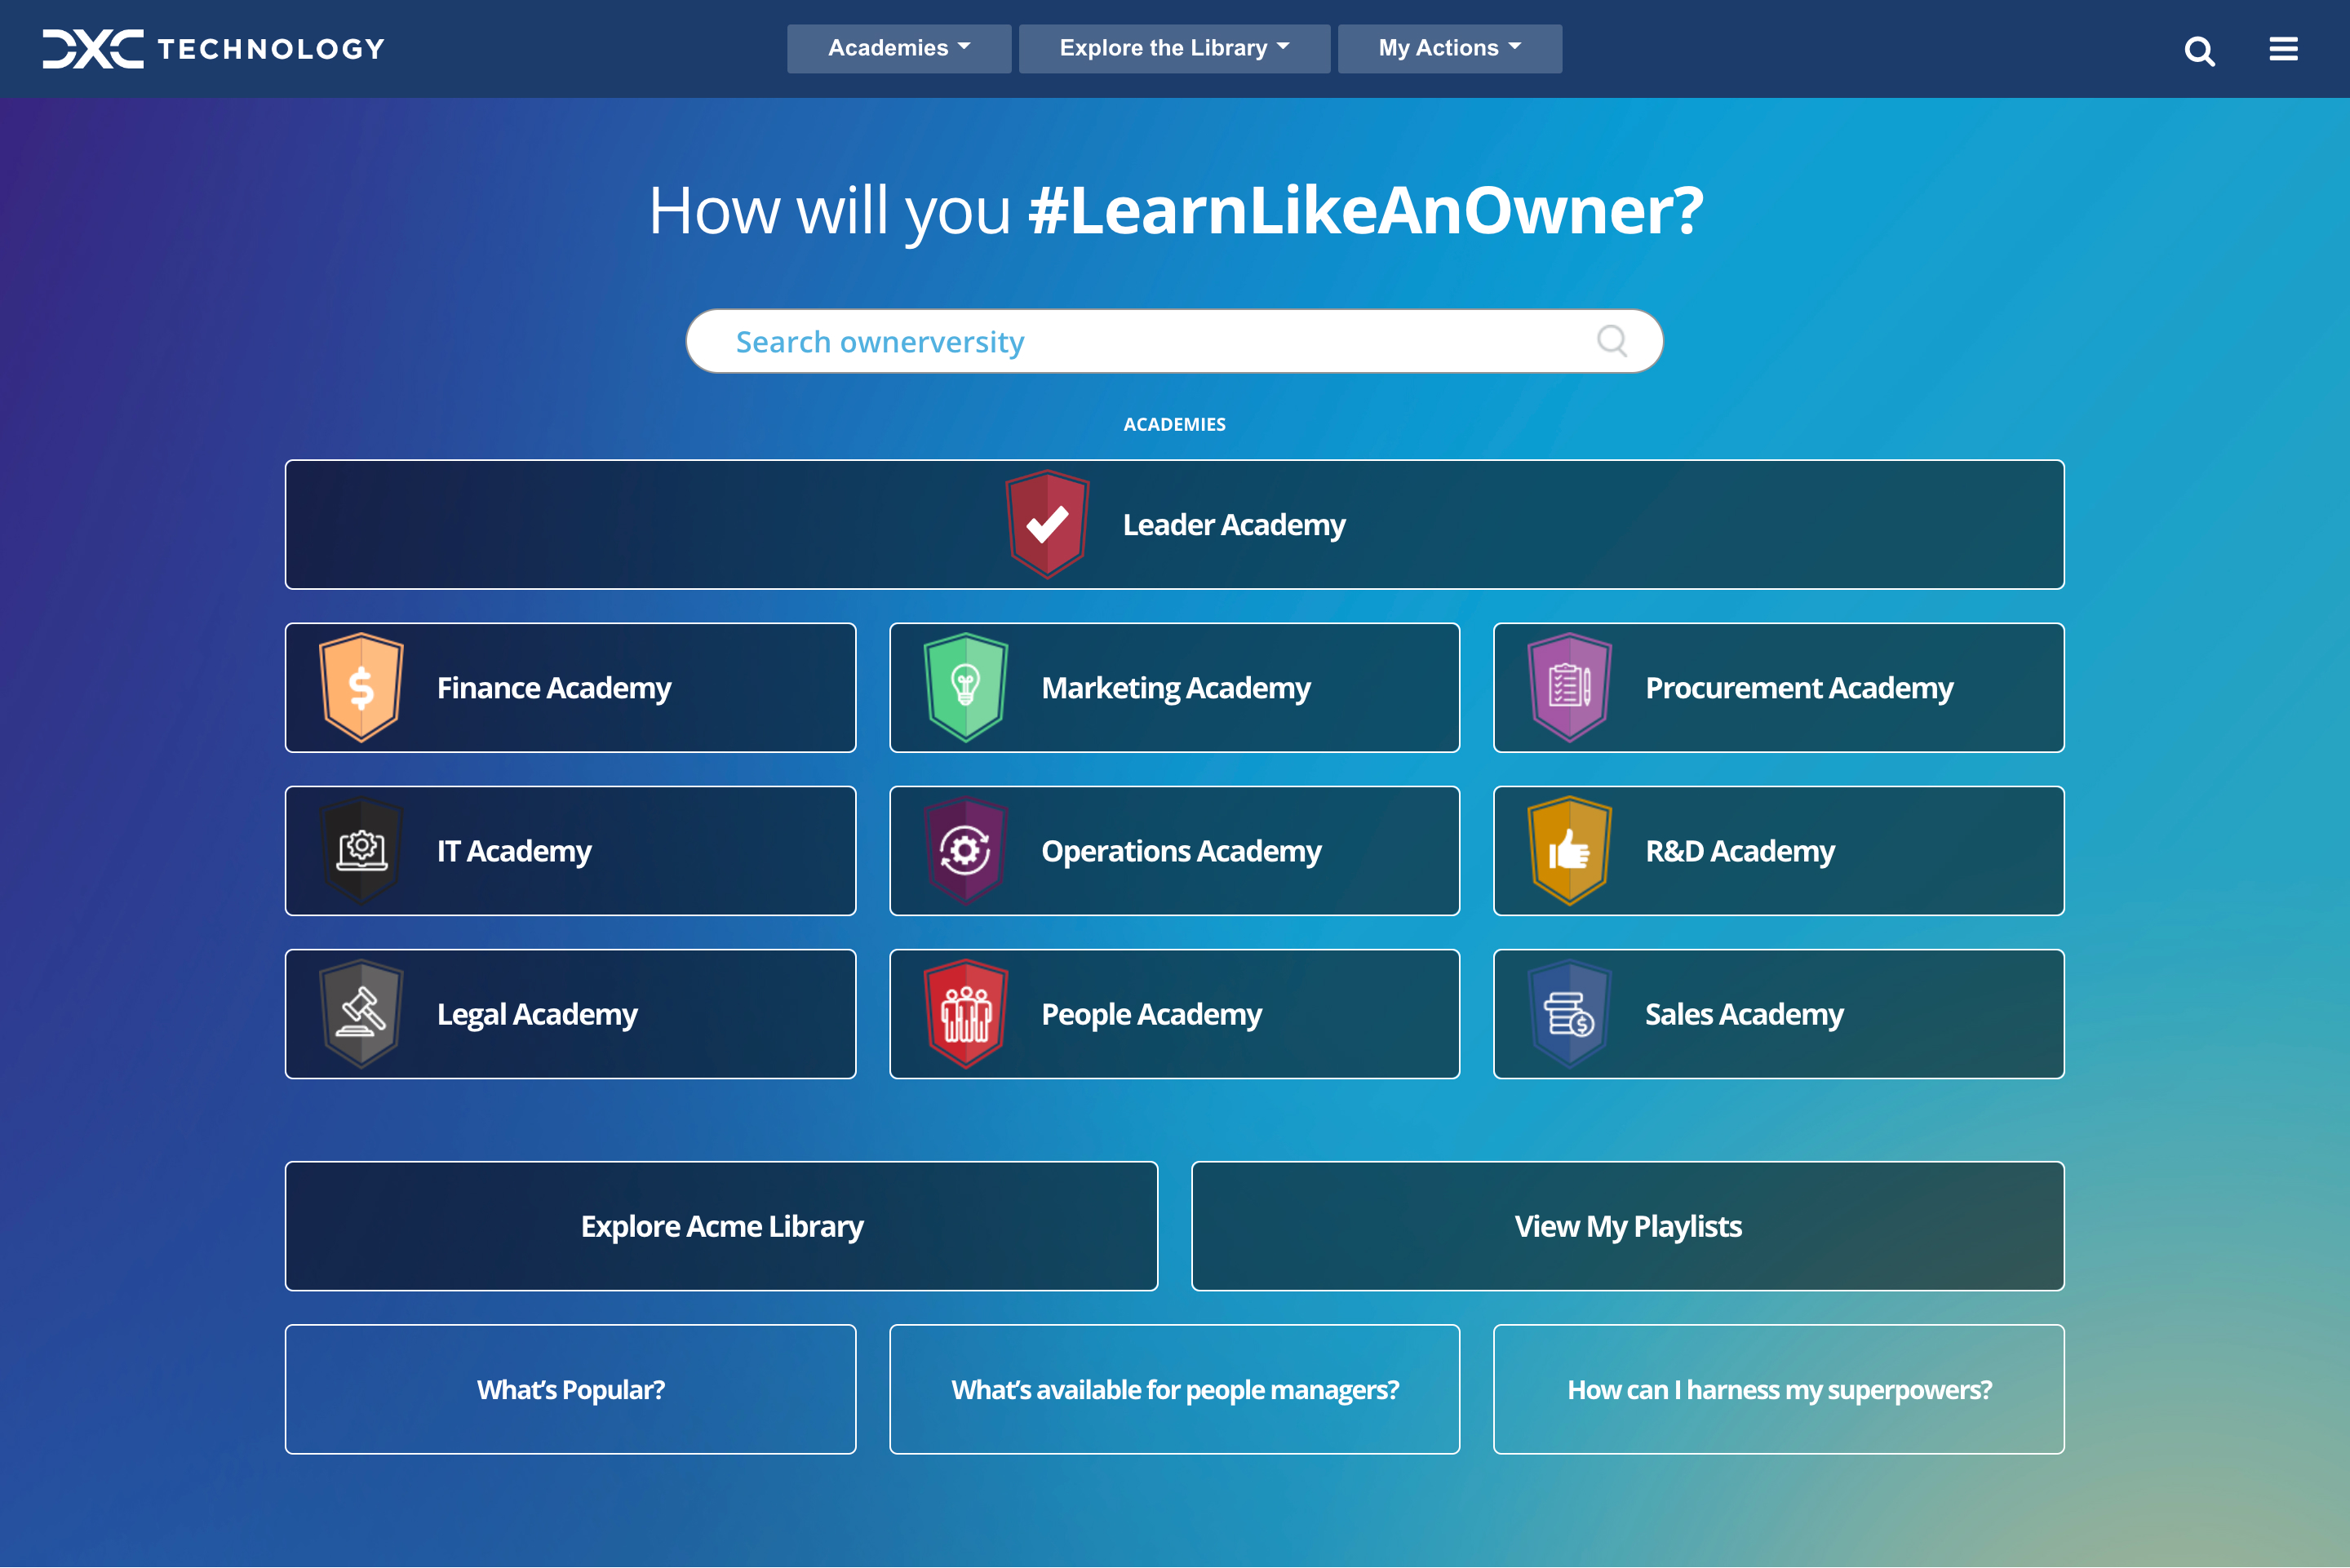 DXC TECHNOLOGY
Academies
Explore the Library
My Actions
How will you #LearnLikeAnOwner?
Search ownerversity
ACADEMIES
Leader Academy
Finance Academy
Marketing Academy
Procurement Academy
IT Academy
Operations Academy
R&D Academy
Legal Academy
People Academy
Sales Academy
Explore Acme Library
View My Playlists
What's Popular?
What's available for people managers?
How can I harness my superpowers?